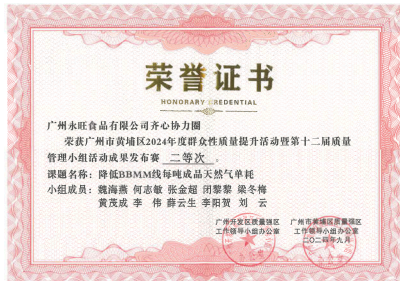 荣誉证书
HONORARY CREDENTIAL
广州永旺食品有限公司齐心协力圈
荣获广州市黄埔区2024年度群众性质量提升活动暨第十二届质量
管理小组活动成果发布赛 二等次 。
课题名称：降低BBMM线每吨成品天然气单耗
小组成员：魏海燕 何志敏 张金超 闭黎黎 梁冬梅
黄茂成 李 伟 薛云生 李阳贺 刘 云
广州开发区质量强区 广州市黄埔区质量强区
工作领导小组办公室 工作领导小组办公室
二〇二四年九月